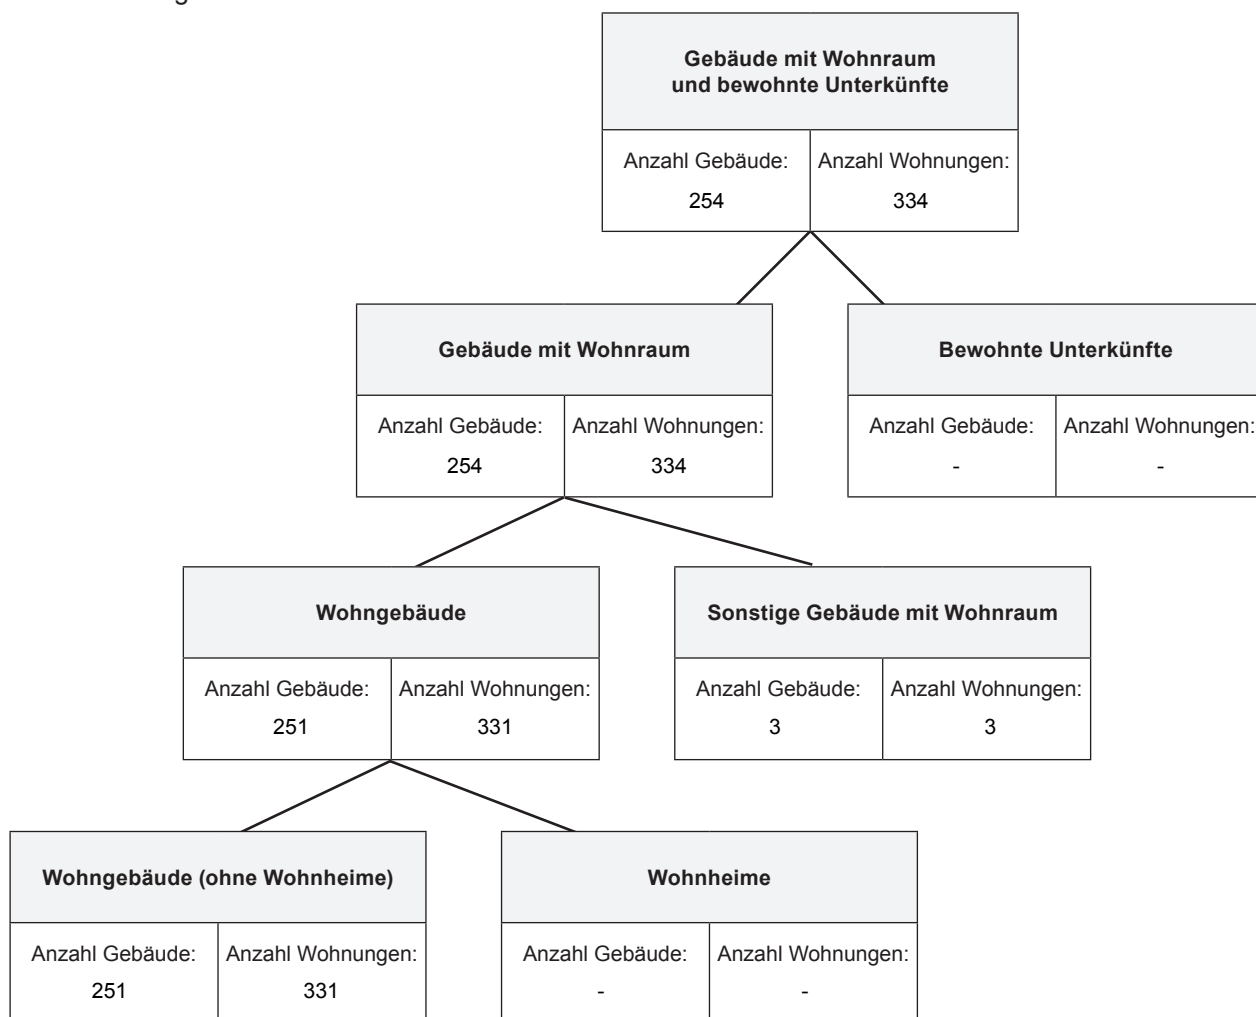 Gebäude mit Wohnraum
und bewohnte Unterkünfte
Anzahl Gebäude: Anzahl Wohnungen:
254 334
Gebäude mit Wohnraum
Bewohnte Unterkünfte
Anzahl Gebäude: Anzahl Wohnungen:
254 334
Anzahl Gebäude: Anzahl Wohnungen:
- -
Wohngebäude
Sonstige Gebäude mit Wohnraum
Anzahl Gebäude: Anzahl Wohnungen:
251 331
Anzahl Gebäude: Anzahl Wohnungen:
3 3
Wohngebäude (ohne Wohnheime)
Wohnheime
Anzahl Gebäude: Anzahl Wohnungen:
251 331
Anzahl Gebäude: Anzahl Wohnungen:
- -